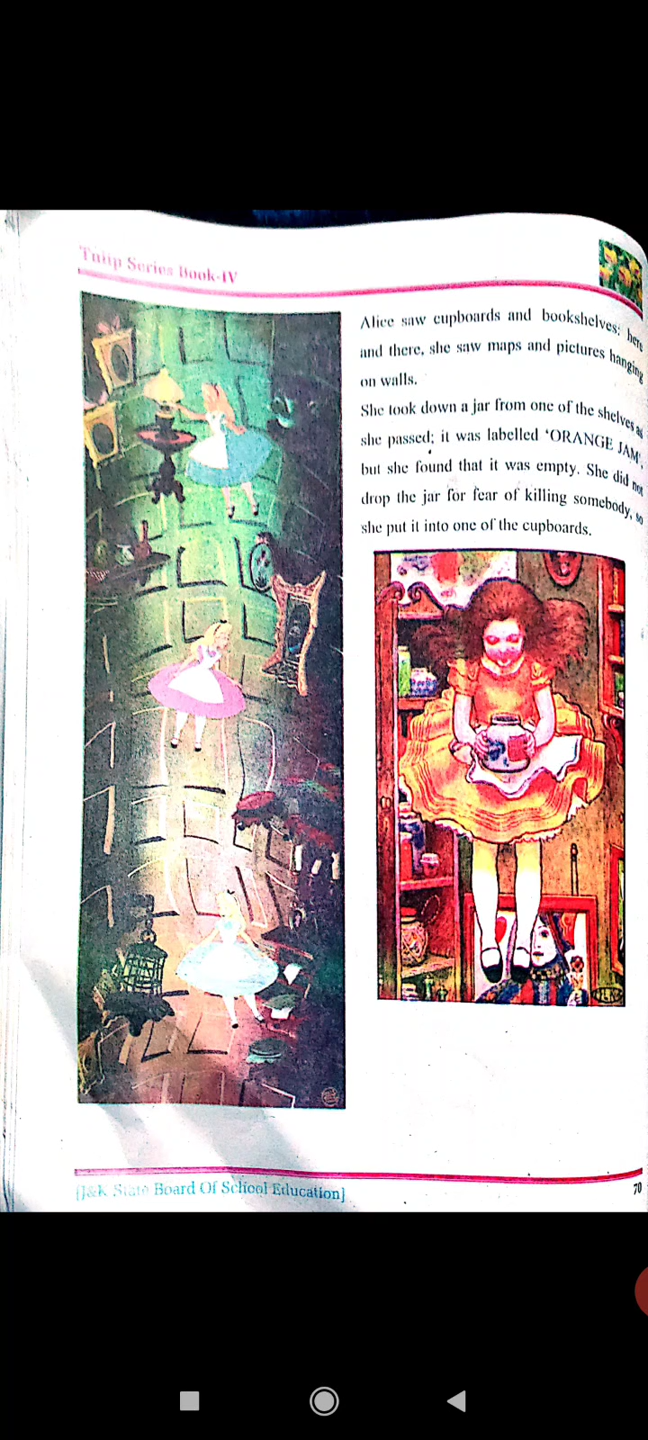 Tulip Series Book-IV
Alice saw cupboards and bookshelves; here
and there, she saw maps and pictures hanging
on walls.
She took down a jar from one of the shelves as
she passed; it was labelled ‘ORANGE JAM’,
but she found that it was empty. She did not
drop the jar for fear of killing somebody, so
she put it into one of the cupboards.
[J&K State Board Of School Education]
70